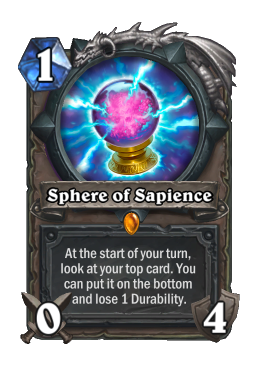 1
Sphere of Sapience
At the start of your turn,
look at your top card. You
can put it on the bottom
and lose 1 Durability.
0
4